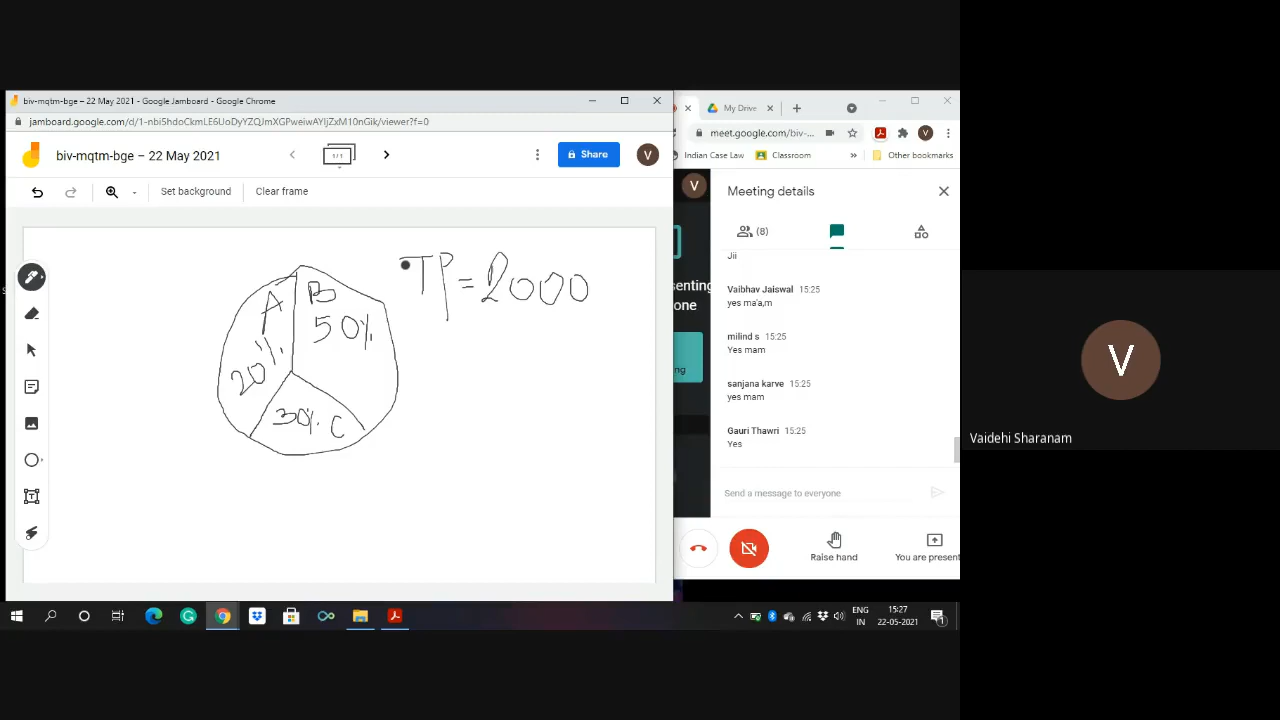 biv-mqtm-bge – 22 May 2021 - Google Jamboard - Google Chrome
jamboard.google.com/d/1-nbi5hdoCkmLE6UoDyYZQJmXGPweiwAYljZxM10nGik/viewer?f=0
biv-mqtm-bge – 22 May 2021
1/1
Share
V
Set background
Clear frame
TP=2000
A
B
50%
20%
30% C
My Drive
meet.google.com/biv-...
V
Indian Case Law
Classroom
Other bookmarks
V
Meeting details
(8)
Jii
Vaibhav Jaiswal 15:25
yes ma'a,m
milind s 15:25
Yes mam
sanjana karve 15:25
yes mam
Gauri Thawri 15:25
Yes
Send a message to everyone
Raise hand
You are present
V
Vaidehi Sharanam
ENG
IN
15:27
22-05-2021
1